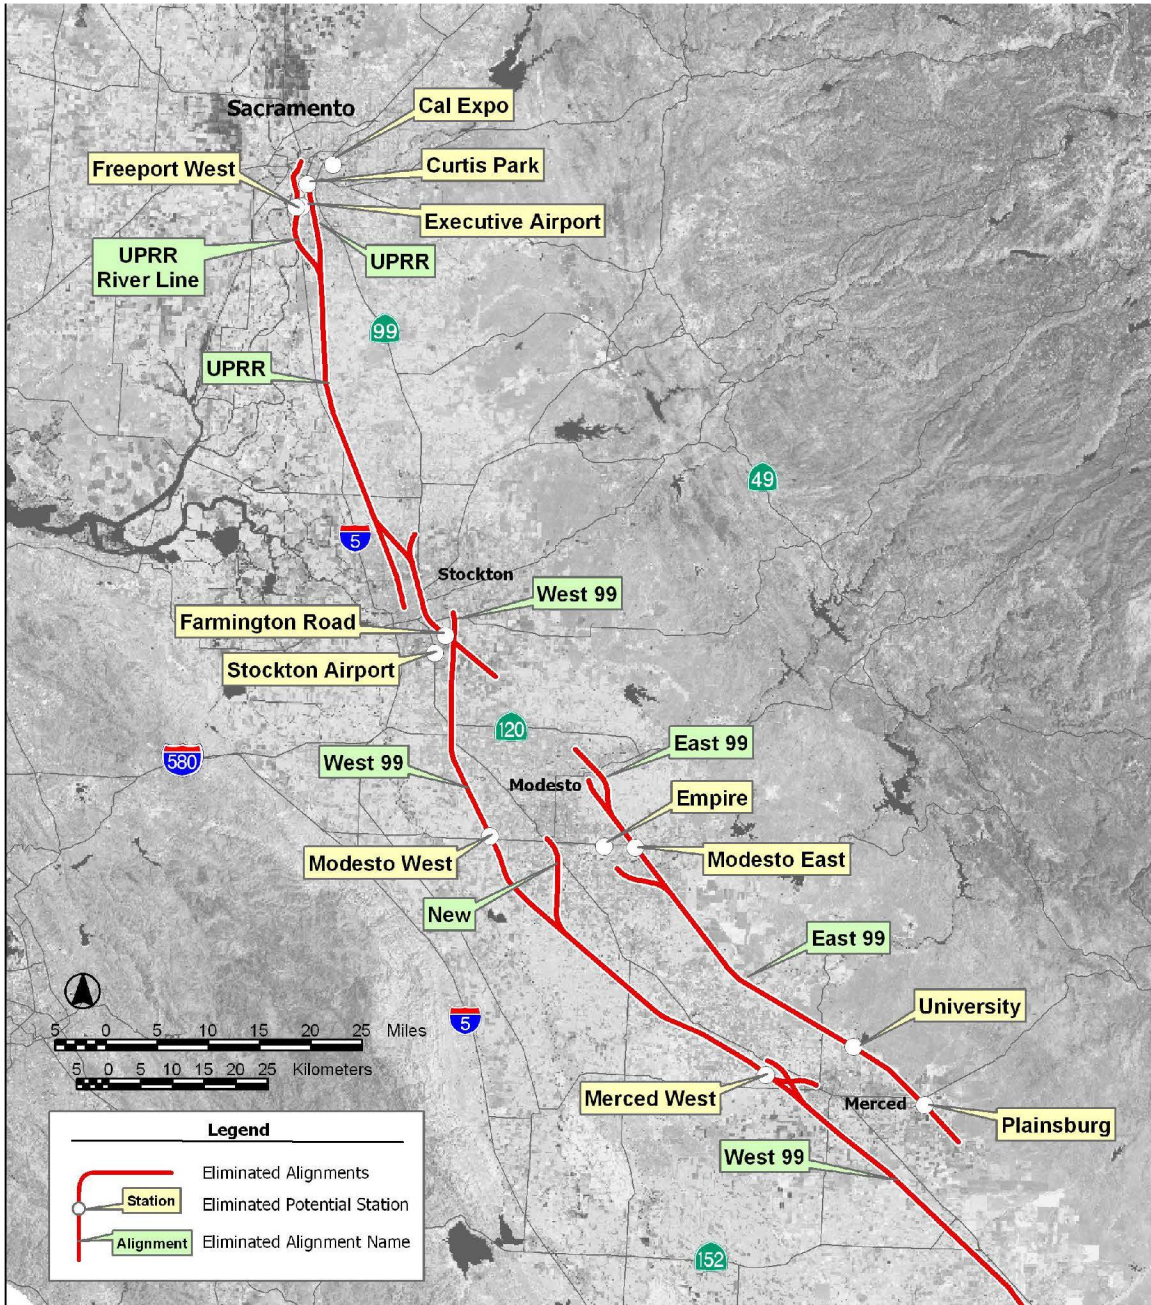 Sacramento
Cal Expo
Freeport West
Curtis Park
Executive Airport
UPRR
River Line
UPRR
99
UPRR
49
5
Stockton
West 99
Farmington Road
Stockton Airport
120
580
West 99
East 99
Modesto
Empire
Modesto West
Modesto East
New
East 99
University
5
5 0 5 10 15 20 25 Miles
5 0 5 10 15 20 25 Kilometers
Merced West
Merced
Plainsburg
West 99
Legend
Eliminated Alignments
Station
Eliminated Potential Station
Alignment
Eliminated Alignment Name
152